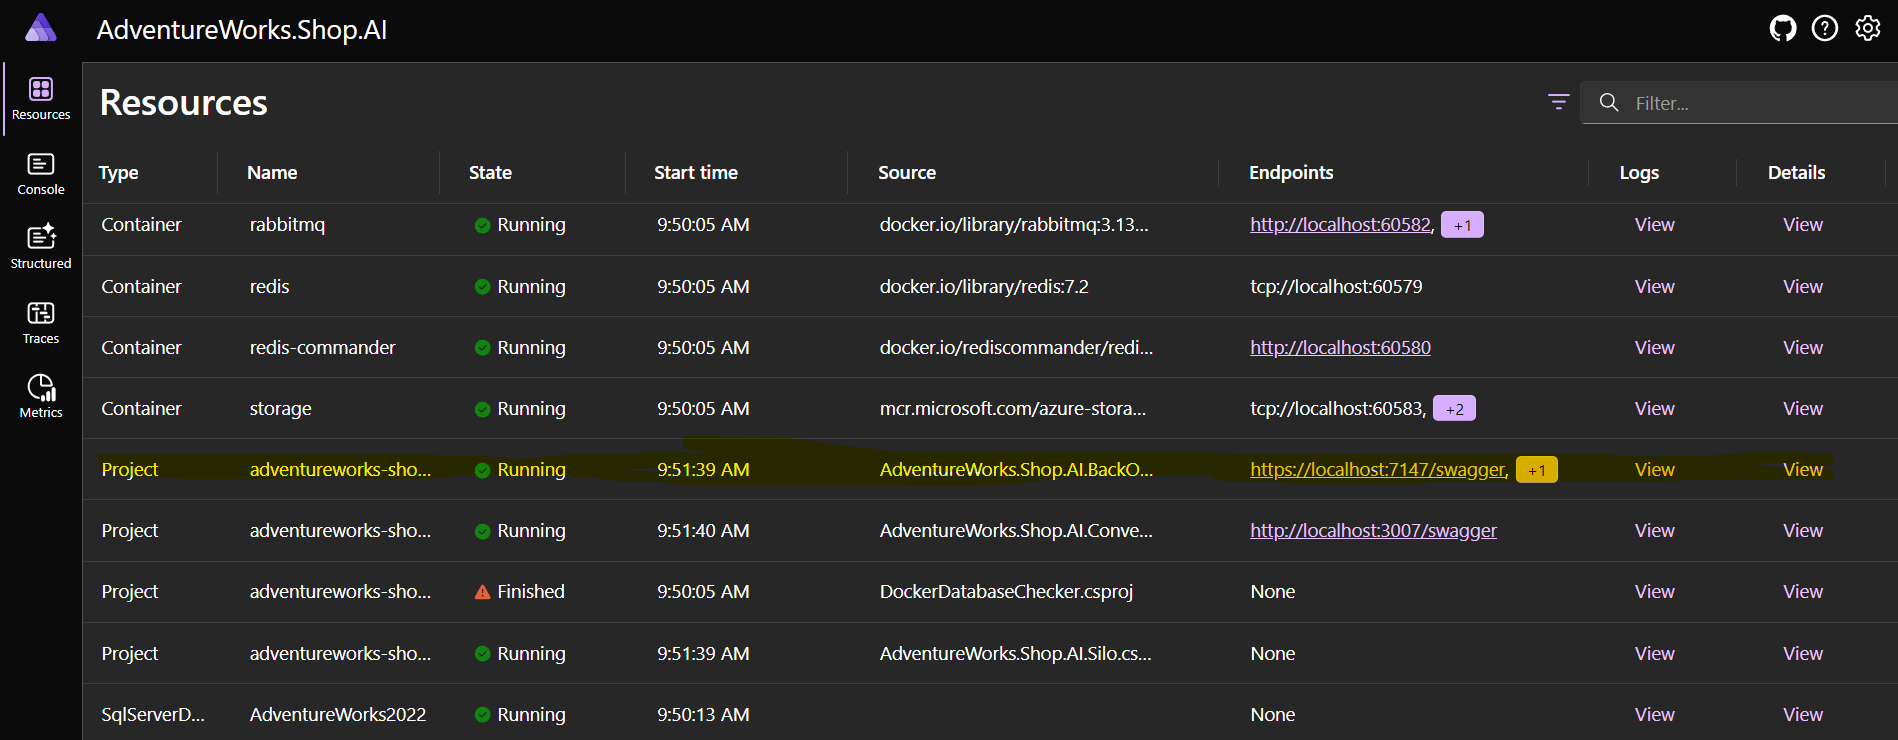 AdventureWorks.Shop.AI
Resources
Console
Structured
Traces
Metrics
Resources
Filter...
Type Name State Start time Source Endpoints Logs Details
Container rabbitmq Running 9:50:05 AM docker.io/library/rabbitmq:3.13... http://localhost:60582, +1 View View
Container redis Running 9:50:05 AM docker.io/library/redis:7.2 tcp://localhost:60579 View View
Container redis-commander Running 9:50:05 AM docker.io/rediscommander/redi... http://localhost:60580 View View
Container storage Running 9:50:05 AM mcr.microsoft.com/azure-stora... tcp://localhost:60583, +2 View View
Project adventureworks-sho... Running 9:51:39 AM AdventureWorks.Shop.AI.BackO... https://localhost:7147/swagger, +1 View View
Project adventureworks-sho... Running 9:51:40 AM AdventureWorks.Shop.AI.Conve... http://localhost:3007/swagger View View
Project adventureworks-sho... Finished 9:50:05 AM DockerDatabaseChecker.csproj None View View
Project adventureworks-sho... Running 9:51:39 AM AdventureWorks.Shop.AI.Silo.cs... None View View
SqlServerD... AdventureWorks2022 Running 9:50:13 AM None View View